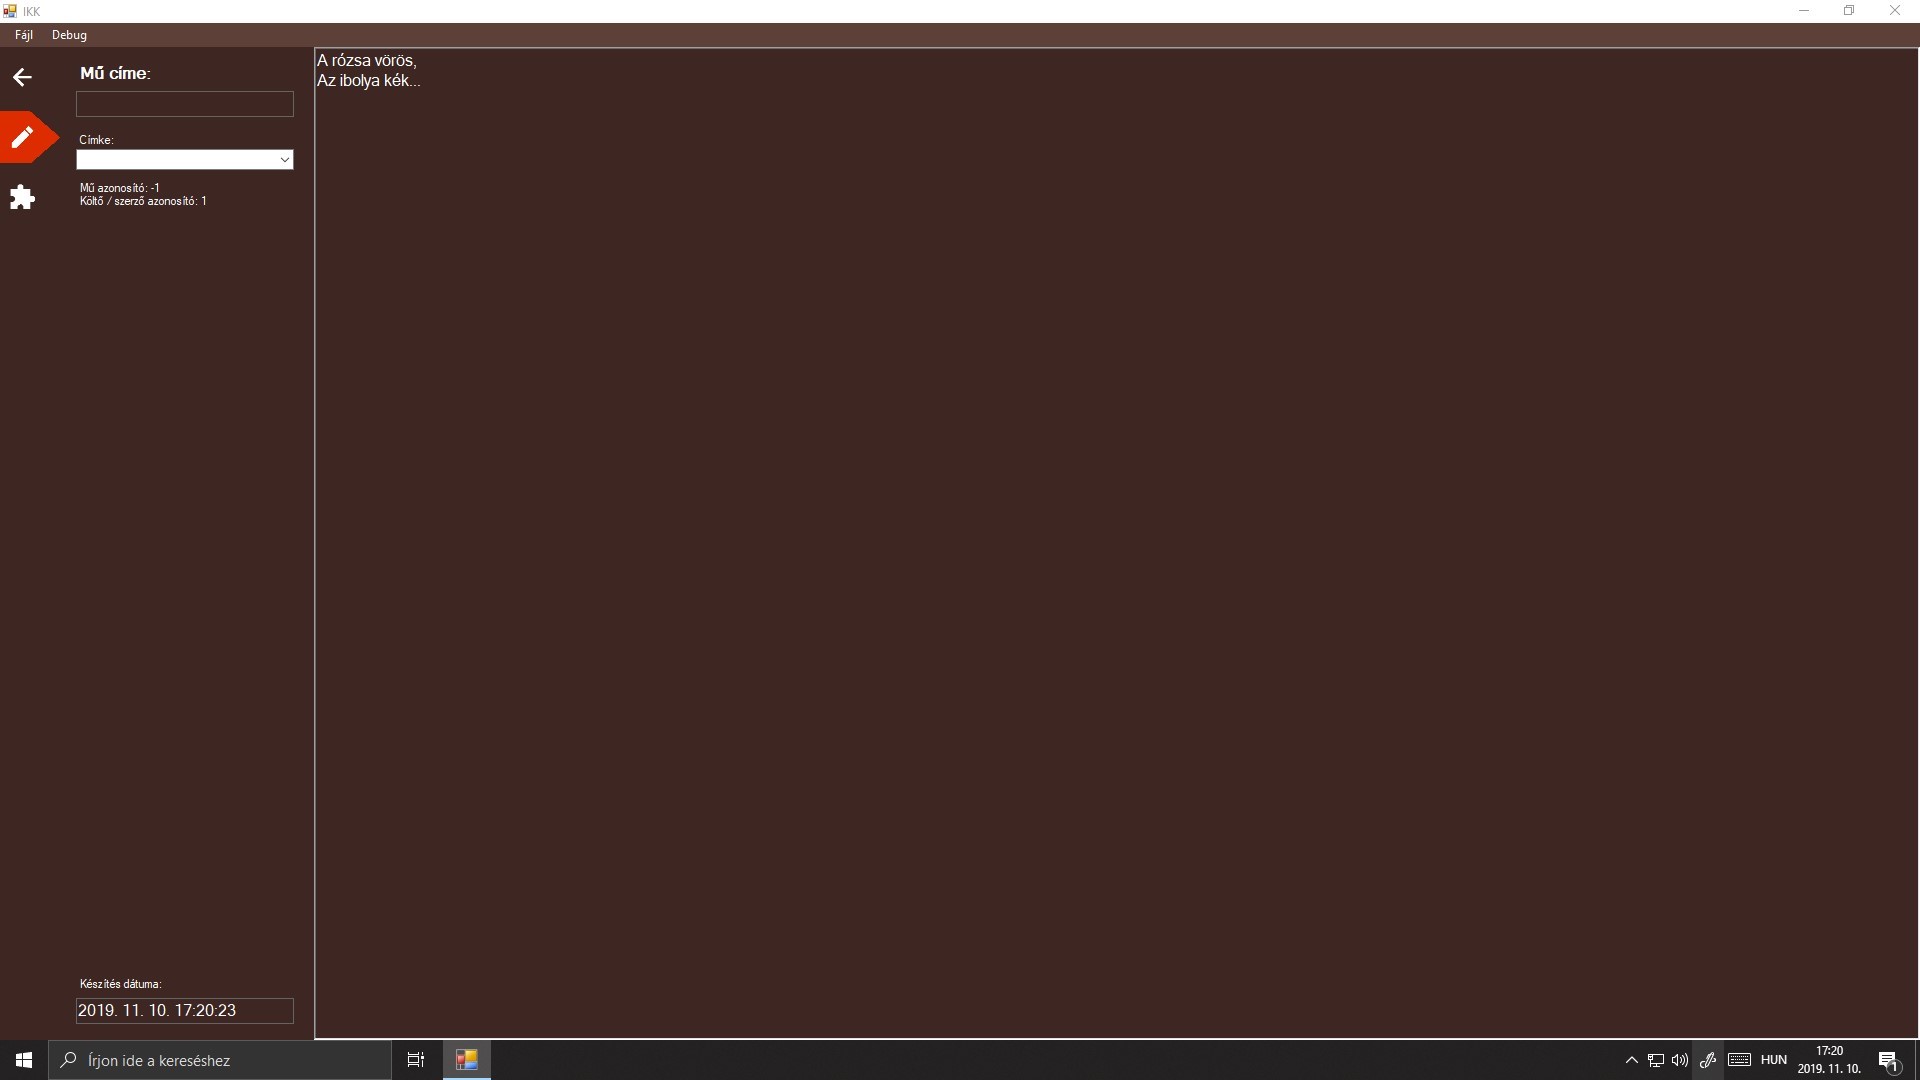 IKK
Fájl Debug
Mű címe:
Címke:
Mű azonosító: -1
Költő / szerző azonosító: 1
A rózsa vörös,
Az ibolya kék...
Készítés dátuma:
2019. 11. 10. 17:20:23
Írjon ide a kereséshez
HUN
17:20
2019. 11. 10.
1